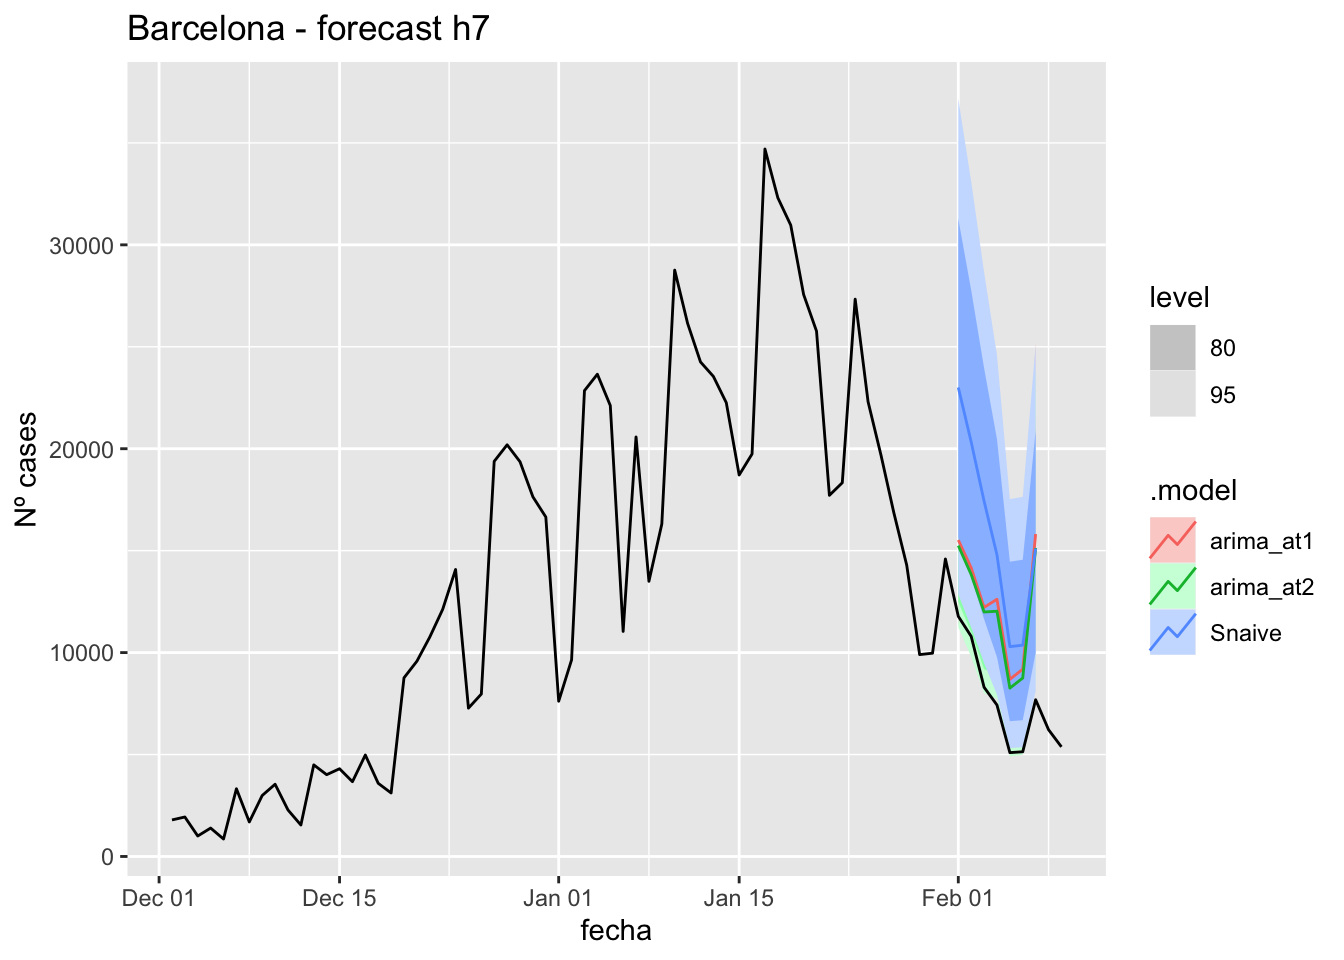 Barcelona - forecast h7
Nº cases
30000
20000
10000
0
Dec 01
Dec 15
Jan 01
Jan 15
Feb 01
fecha
level
80
95
.model
arima_at1
arima_at2
Snaive